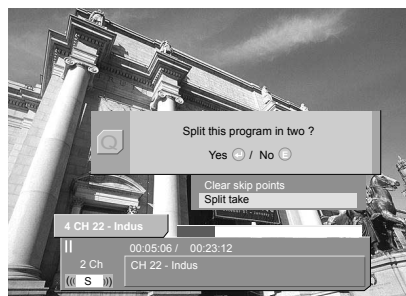 Split this program in two ?
Yes / No E
Clear skip points
Split take
4 CH 22 - Indus
00:05:06 / 00:23:12
2 Ch
CH 22 - Indus
((( S )))